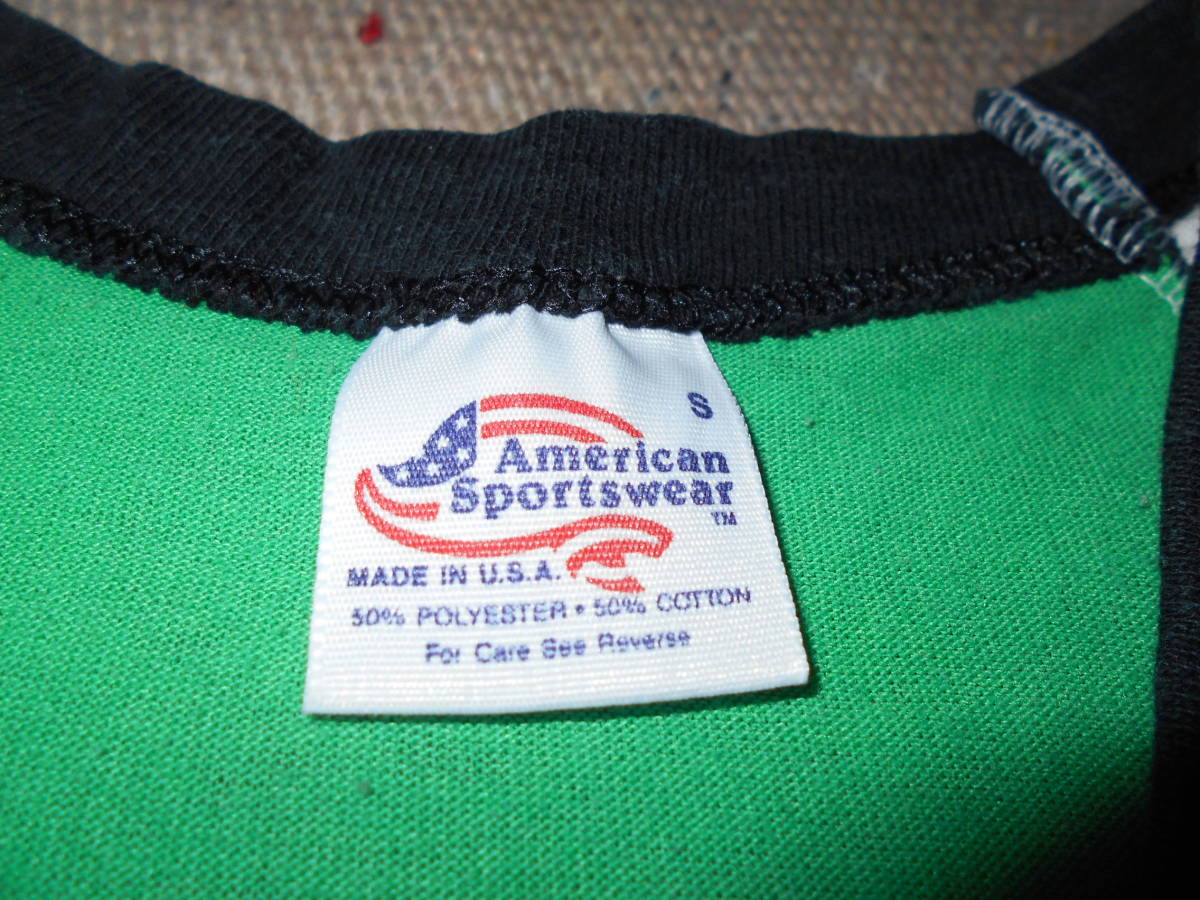 S
American
Sportswear
TM
MADE IN U.S.A.
50% POLYESTER • 50% COTTON
For Care See Reverse